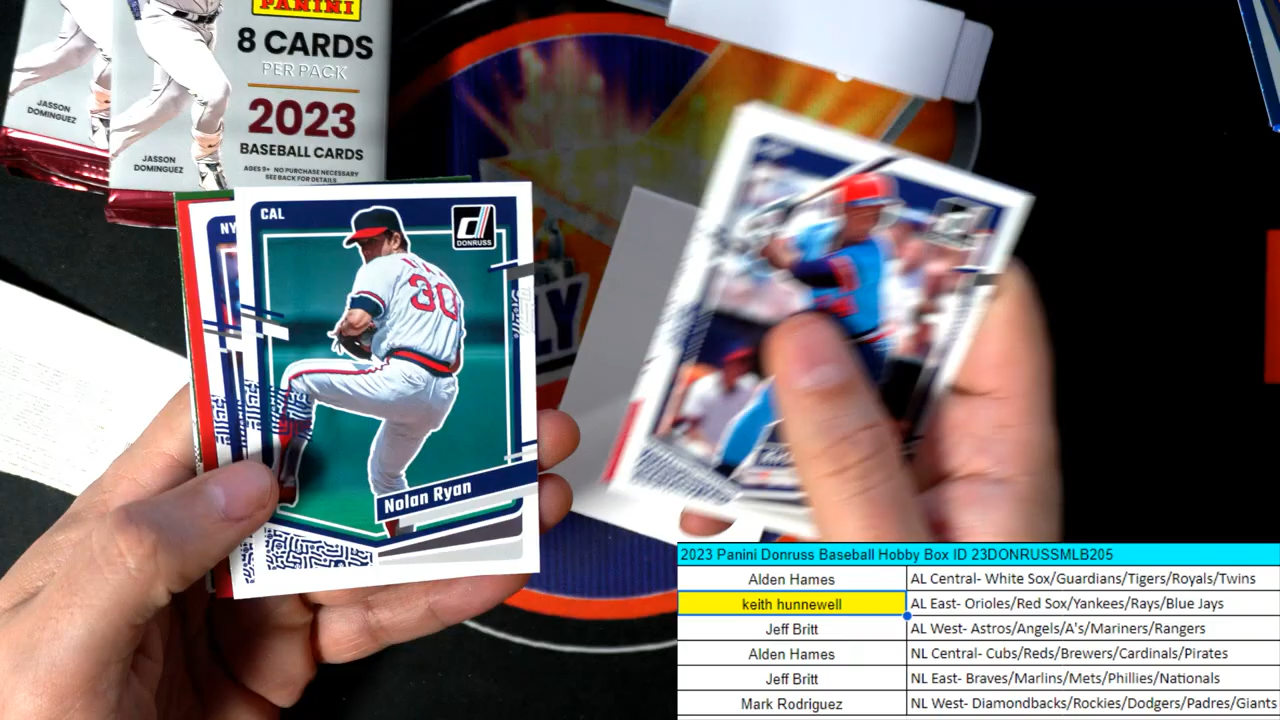 PANINI
8 CARDS
PER PACK
2023
BASEBALL CARDS
AGES 9+ NO PURCHASE NECESSARY
SEE BACK FOR DETAILS
JASSON
DOMINGUEZ
JASSON
DOMINGUEZ
NY
CAL
DONRUSS
30
Nolan Ryan
LY
2023 Panini Donruss Baseball Hobby Box ID 23DONRUSSMLB205
Alden Hames AL Central- White Sox/Guardians/Tigers/Royals/Twins
keith hunnewell AL East- Orioles/Red Sox/Yankees/Rays/Blue Jays
Jeff Britt AL West- Astros/Angels/A's/Mariners/Rangers
Alden Hames NL Central- Cubs/Reds/Brewers/Cardinals/Pirates
Jeff Britt NL East- Braves/Marlins/Mets/Phillies/Nationals
Mark Rodriguez NL West- Diamondbacks/Rockies/Dodgers/Padres/Giants